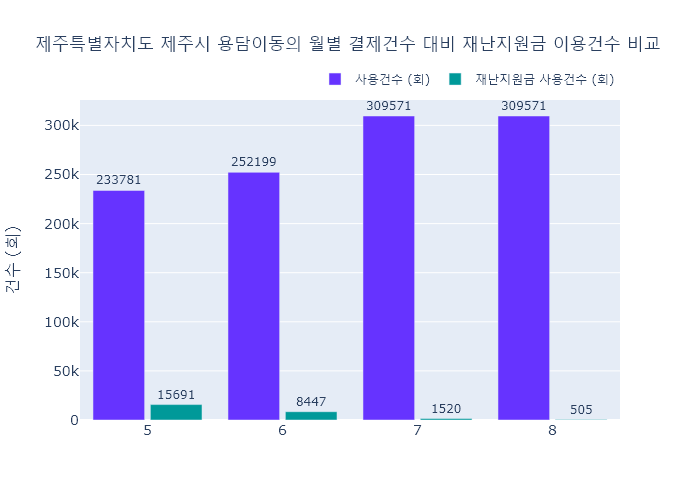 제주특별자치도 제주시 용담이동의 월별 결제건수 대비 재난지원금 이용건수 비교
사용건수 (회) 재난지원금 사용건수 (회)
309571 309571
300k
252199
250k
233781
200k
건수 (회)
150k
100k
50k
15691
8447
1520
505
0
5 6 7 8